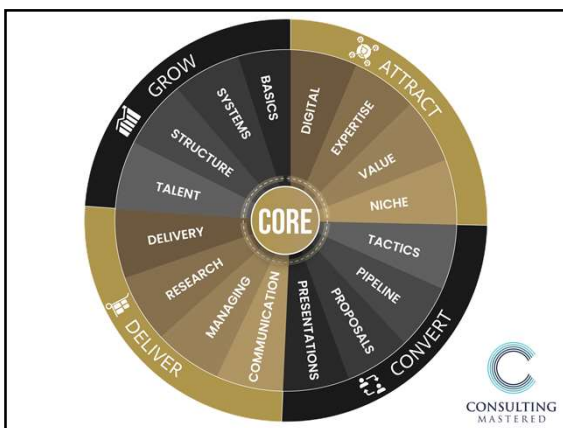 GROW
BASICS
SYSTEMS
STRUCTURE
TALENT
ATTRACT
DIGITAL
EXPERTISE
VALUE
NICHE
CORE
DELIVER
DELIVERY
RESEARCH
MANAGING
COMMUNICATION
CONVERT
TACTICS
PIPELINE
PROPOSALS
PRESENTATIONS
CONSULTING
MASTERED